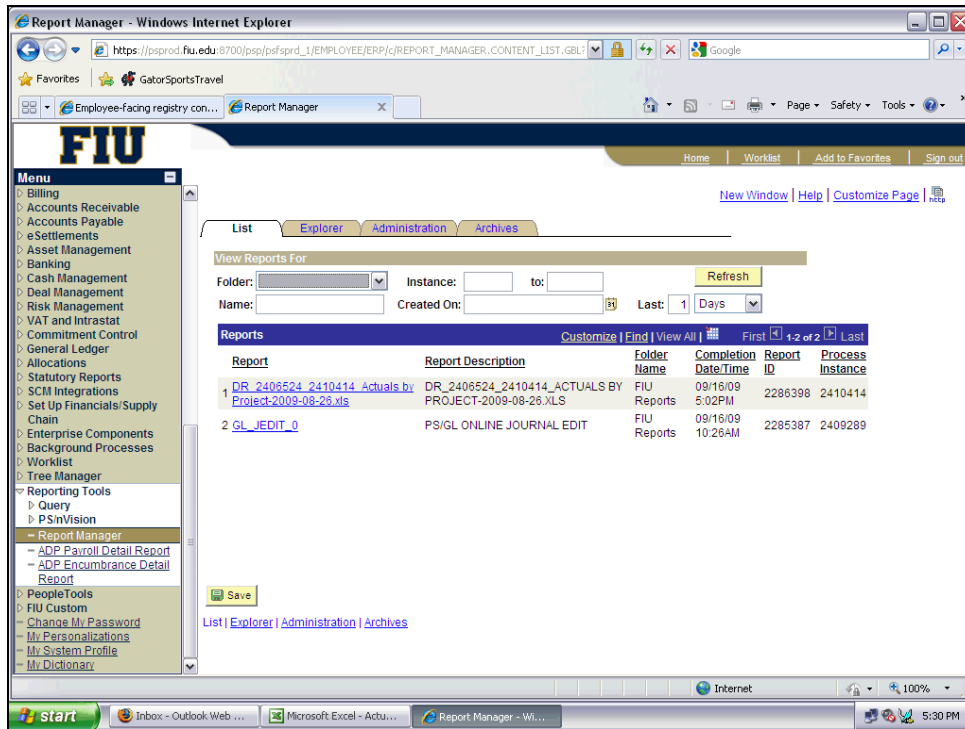 Report Manager - Windows Internet Explorer
https://psprod.fiu.edu:8700/psp/psfsprd_1/EMPLOYEE/ERP/c/REPORT_MANAGER.CONTENT_LIST.GBL?
Google
Favorites GatorSportsTravel
Employee-facing registry con... Report Manager x Page Safety Tools
FIU
Home | Worklist | Add to Favorites | Sign out
Menu
New Window | Help | Customize Page | http
Billing
Accounts Receivable
Accounts Payable
eSettlements
Asset Management
Banking
Cash Management
Deal Management
Risk Management
VAT and Intrastat
Commitment Control
General Ledger
Allocations
Statutory Reports
SCM Integrations
Set Up Financials/Supply
Chain
Enterprise Components
Background Processes
Worklist
Tree Manager
Reporting Tools
Query
PS/nVision
– Report Manager
– ADP Payroll Detail Report
– ADP Encumbrance Detail
Report
PeopleTools
FIU Custom
– Change My Password
– My Personalizations
– My System Profile
– My Dictionary
List Explorer Administration Archives
View Reports For
Folder: Instance: to: Refresh
Name: Created On: 31 Last: 1 Days
Reports Customize | Find | View All | First 1-2 of 2 Last
Report Report Description Folder Name Completion Date/Time Report ID Process Instance
1 DR_2406524_2410414_Actuals by Project-2009-08-26.xls DR_2406524_2410414_ACTUALS BY PROJECT-2009-08-26.XLS FIU Reports 09/16/09 5:02PM 2286398 2410414
2 GL_JEDIT_0 PS/GL ONLINE JOURNAL EDIT FIU Reports 09/16/09 10:26AM 2285387 2409289
Save
List | Explorer | Administration | Archives
Internet 100%
start Inbox - Outlook Web ... Microsoft Excel - Actu... Report Manager - Wi... 5:30 PM